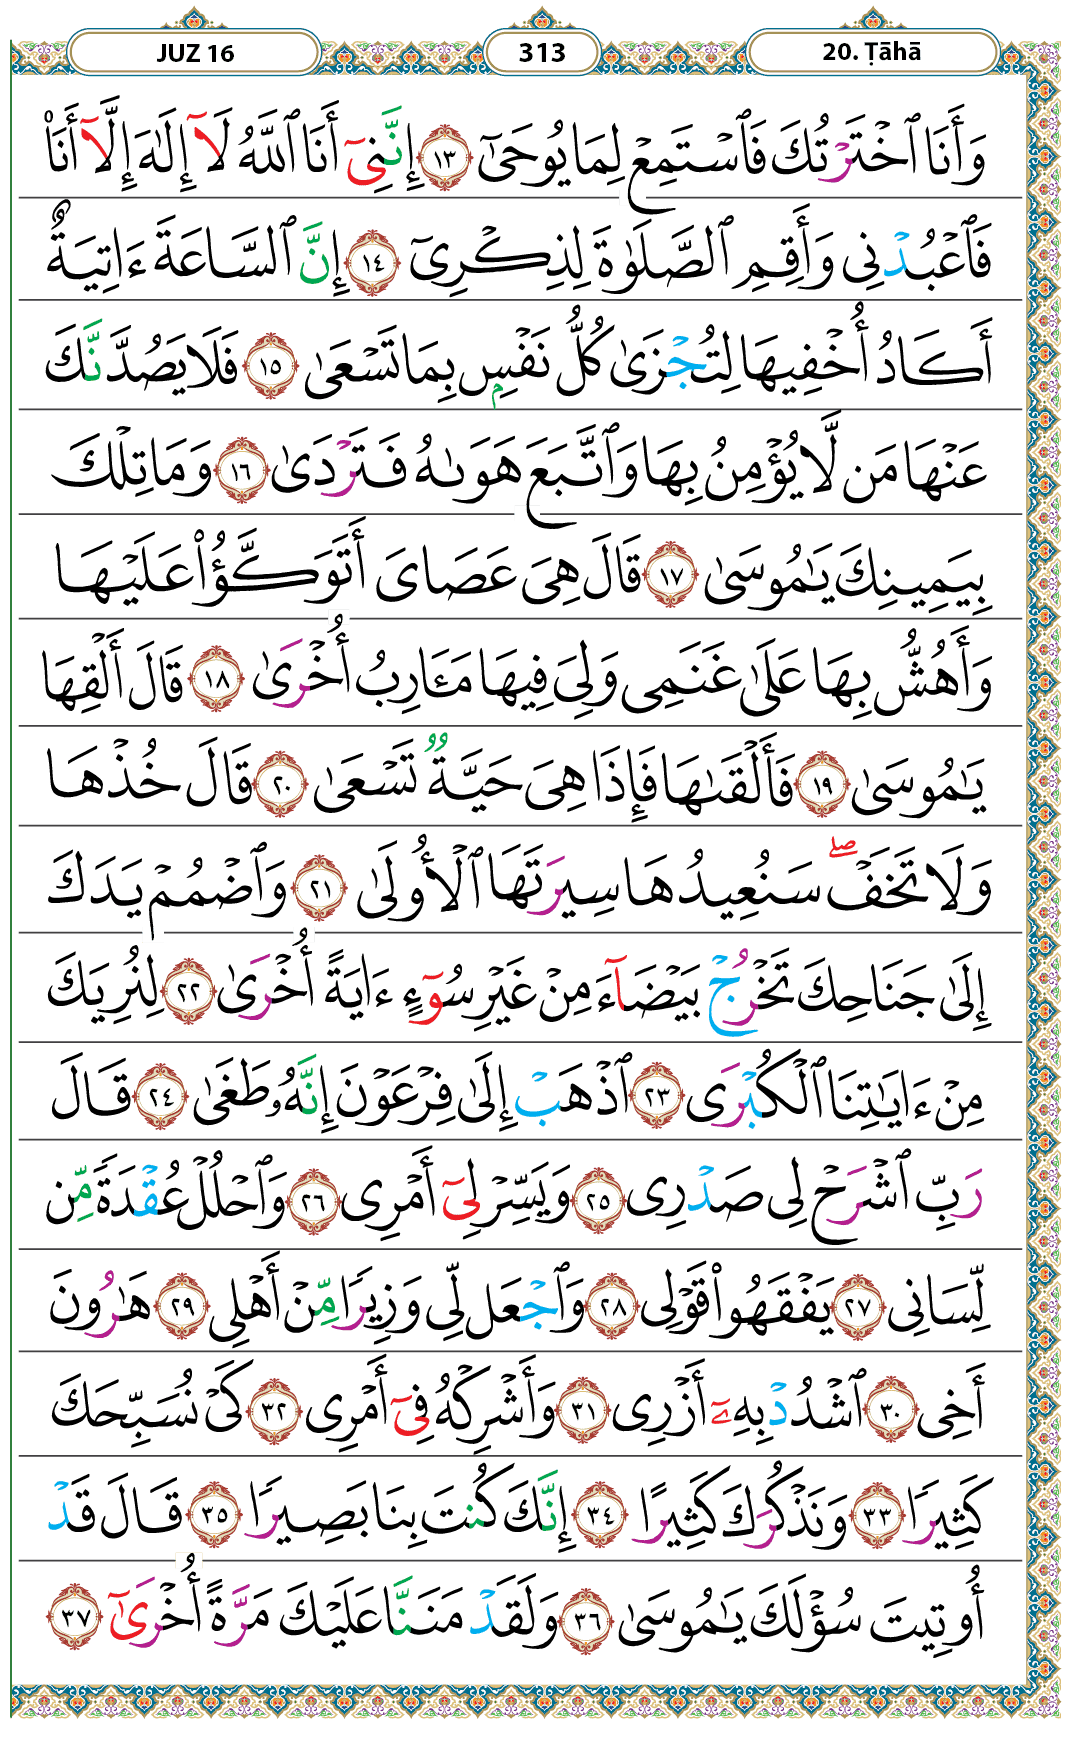 JUZ 16 313 20. Ṭāhā
وَأَنَا ٱخۡتَرۡتُكَ فَٱسۡتَمِعۡ لِمَا يُوحَىٰٓ ١٣ إِنَّنِيٓ أَنَا ٱللَّهُ لَآ إِلَٰهَ إِلَّآ أَنَا۠
فَٱعۡبُدۡنِي وَأَقِمِ ٱلصَّلَوٰةَ لِذِكۡرِيٓ ١٤ إِنَّ ٱلسَّاعَةَ ءَاتِيَةٌ
أَكَادُ أُخۡفِيهَا لِتُجۡزَىٰ كُلُّ نَفۡسِۭ بِمَا تَسۡعَىٰ ١٥ فَلَا يَصُدَّنَّكَ
عَنۡهَا مَن لَّا يُؤۡمِنُ بِهَا وَٱتَّبَعَ هَوَىٰهُ فَتَرۡدَىٰ ١٦ وَمَا تِلۡكَ
بِيَمِينِكَ يَٰمُوسَىٰ ١٧ قَالَ هِيَ عَصَايَ أَتَوَكَّؤُاْ عَلَيۡهَا
وَأَهُشُّ بِهَا عَلَىٰ غَنَمِي وَلِيَ فِيهَا مَـَٔارِبُ أُخۡرَىٰ ١٨ قَالَ أَلۡقِهَا
يَٰمُوسَىٰ ١٩ فَأَلۡقَىٰهَا فَإِذَا هِيَ حَيَّةٞ تَسۡعَىٰ ٢٠ قَالَ خُذۡهَا
وَلَا تَخَفۡۖ سَنُعِيدُهَا سِيرَتَهَا ٱلۡأُولَىٰ ٢١ وَٱضۡمُمۡ يَدَكَ
إِلَىٰ جَنَاحِكَ تَخۡرُجۡ بَيۡضَآءَ مِنۡ غَيۡرِ سُوٓءٍ ءَايَةً أُخۡرَىٰ ٢٢ لِنُرِيَكَ
مِنۡ ءَايَٰتِنَا ٱلۡكُبۡرَى ٢٣ ٱذۡهَبۡ إِلَىٰ فِرۡعَوۡنَ إِنَّهُۥ طَغَىٰ ٢٤ قَالَ
رَبِّ ٱشۡرَحۡ لِي صَدۡرِي ٢٥ وَيَسِّرۡ لِيٓ أَمۡرِي ٢٦ وَٱحۡلُلۡ عُقۡدَةٗ مِّن
لِّسَانِي ٢٧ يَفۡقَهُواْ قَوۡلِي ٢٨ وَٱجۡعَل لِّي وَزِيرٗا مِّنۡ أَهۡلِي ٢٩ هَٰرُونَ
أَخِي ٣٠ ٱشۡدُدۡ بِهِۦٓ أَزۡرِي ٣١ وَأَشۡرِكۡهُ فِيٓ أَمۡرِي ٣٢ كَيۡ نُسَبِّحَكَ
كَثِيرٗا ٣٣ وَنَذۡكُرَكَ كَثِيرًا ٣٤ إِنَّكَ كُنتَ بِنَا بَصِيرٗا ٣٥ قَالَ قَدۡ
أُوتِيتَ سُؤۡلَكَ يَٰمُوسَىٰ ٣٦ وَلَقَدۡ مَنَنَّا عَلَيۡكَ مَرَّةً أُخۡرَىٰٓ ٣٧